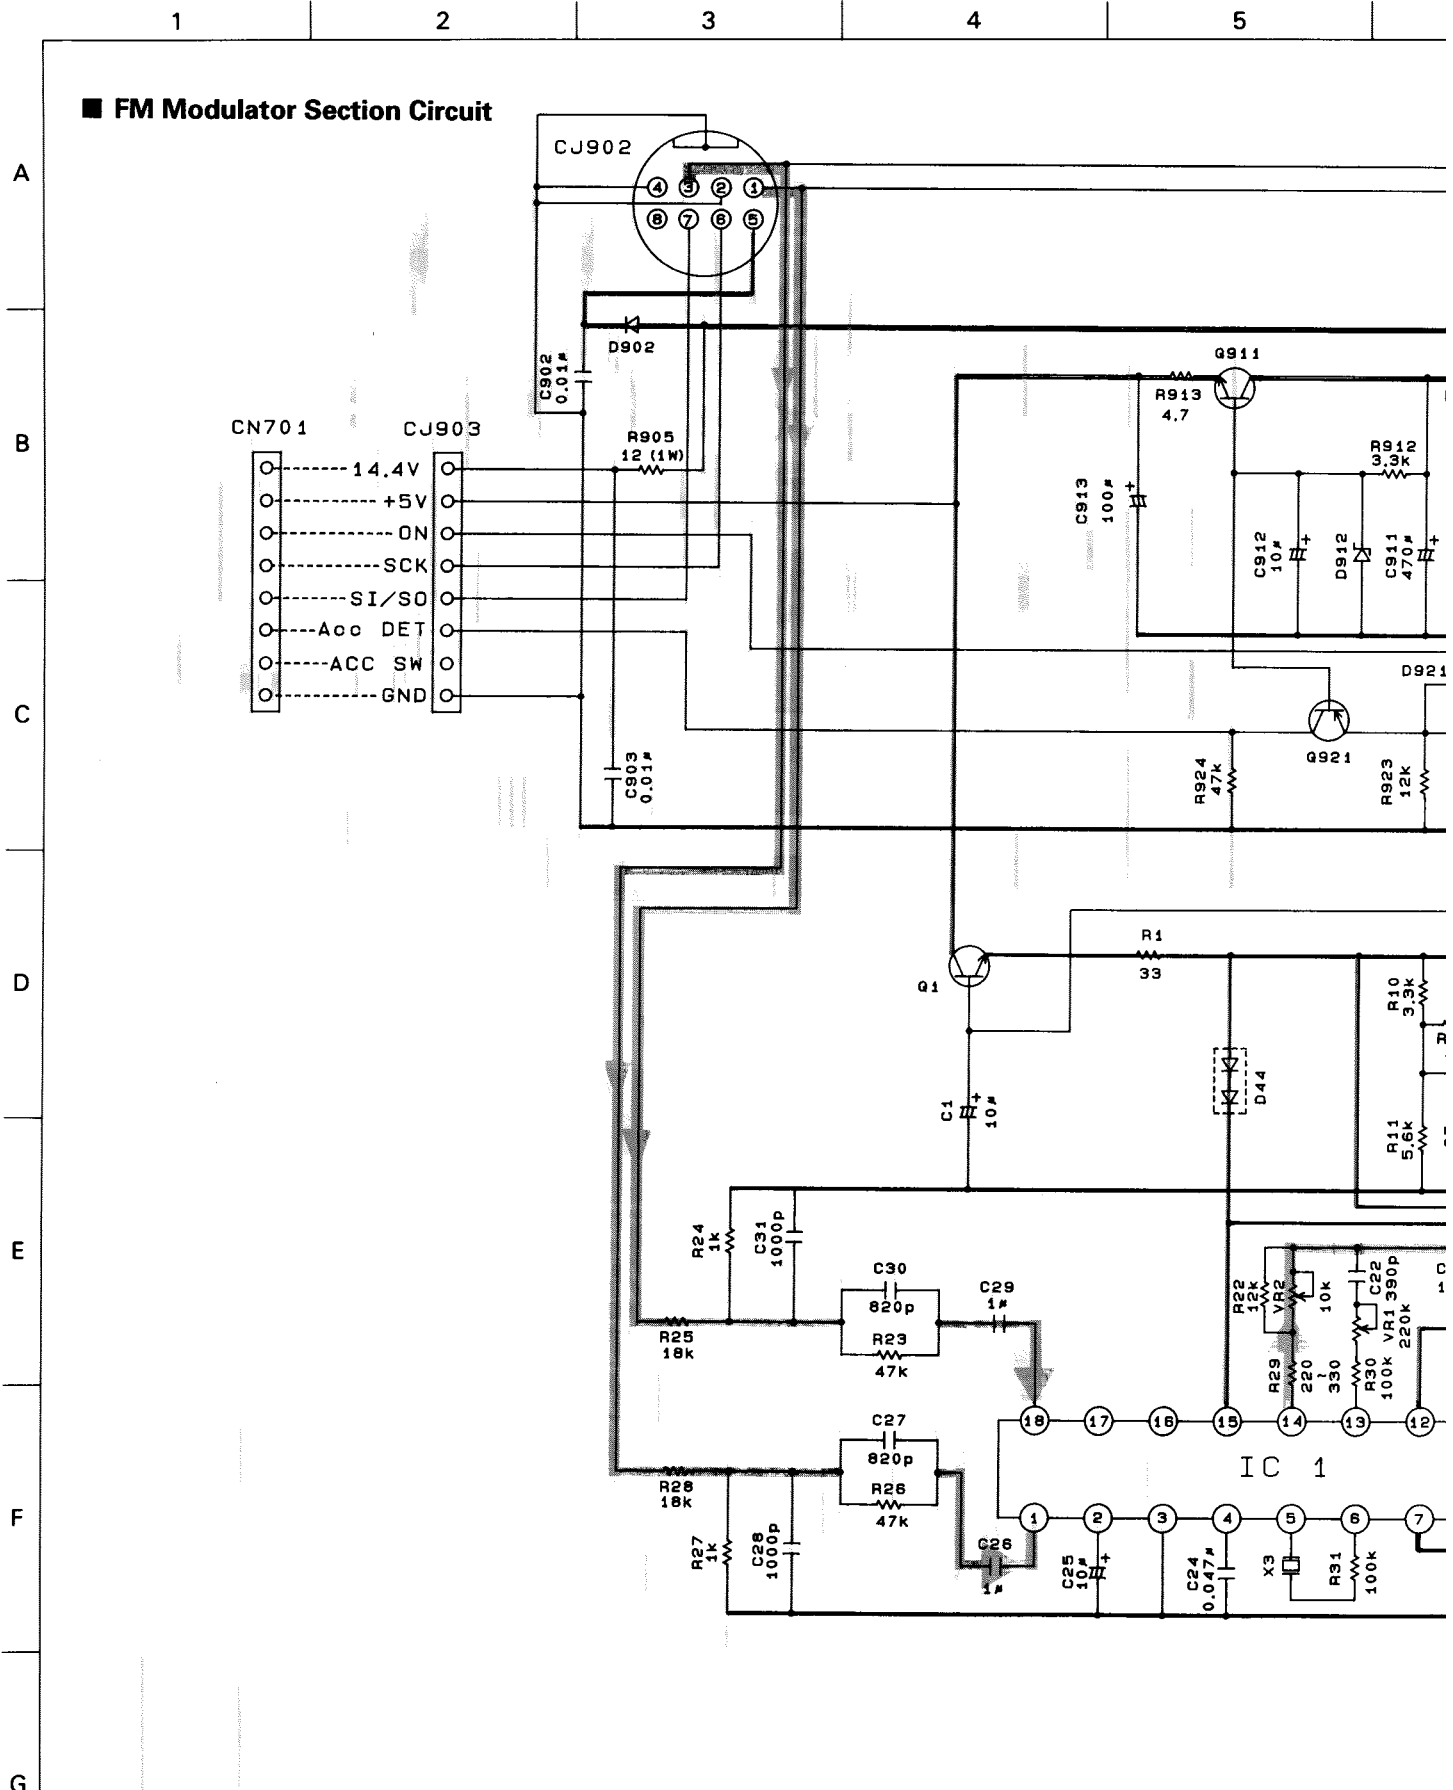 1 2 3 4 5
■ FM Modulator Section Circuit
A
CJ902
4 3 2 1
8 7 6 5
D902
C902
0.01μ
Q911
R913
4.7
B
CN701
CJ903
R905
12 (1W)
R912
3.3k
14.4V
+5V
ON
SCK
SI/SO
Acc DET
ACC SW
GND
C913
100μ
+
C912
10μ
+
D912
C911
470μ
+
C
D921
Q921
C903
0.01μ
R924
47k
R923
12k
D
Q1
R1
33
R10
3.3k
R
D44
C1
10μ
+
R11
5.6k
E
R24
1k
C31
1000p
C30
820p
C29
1μ
R25
18k
R23
47k
R22
12k
VR2
10k
C22
390p
VR1
220k
C
1
R29
220
~
330
R30
100k
18 17 16 15 14 13 12
C27
820p
IC 1
R28
18k
R26
47k
F
1 2 3 4 5 6 7
R27
1k
C28
1000p
C26
1μ
C25
10μ
+
C24
0.047μ
X3
R31
100k
G